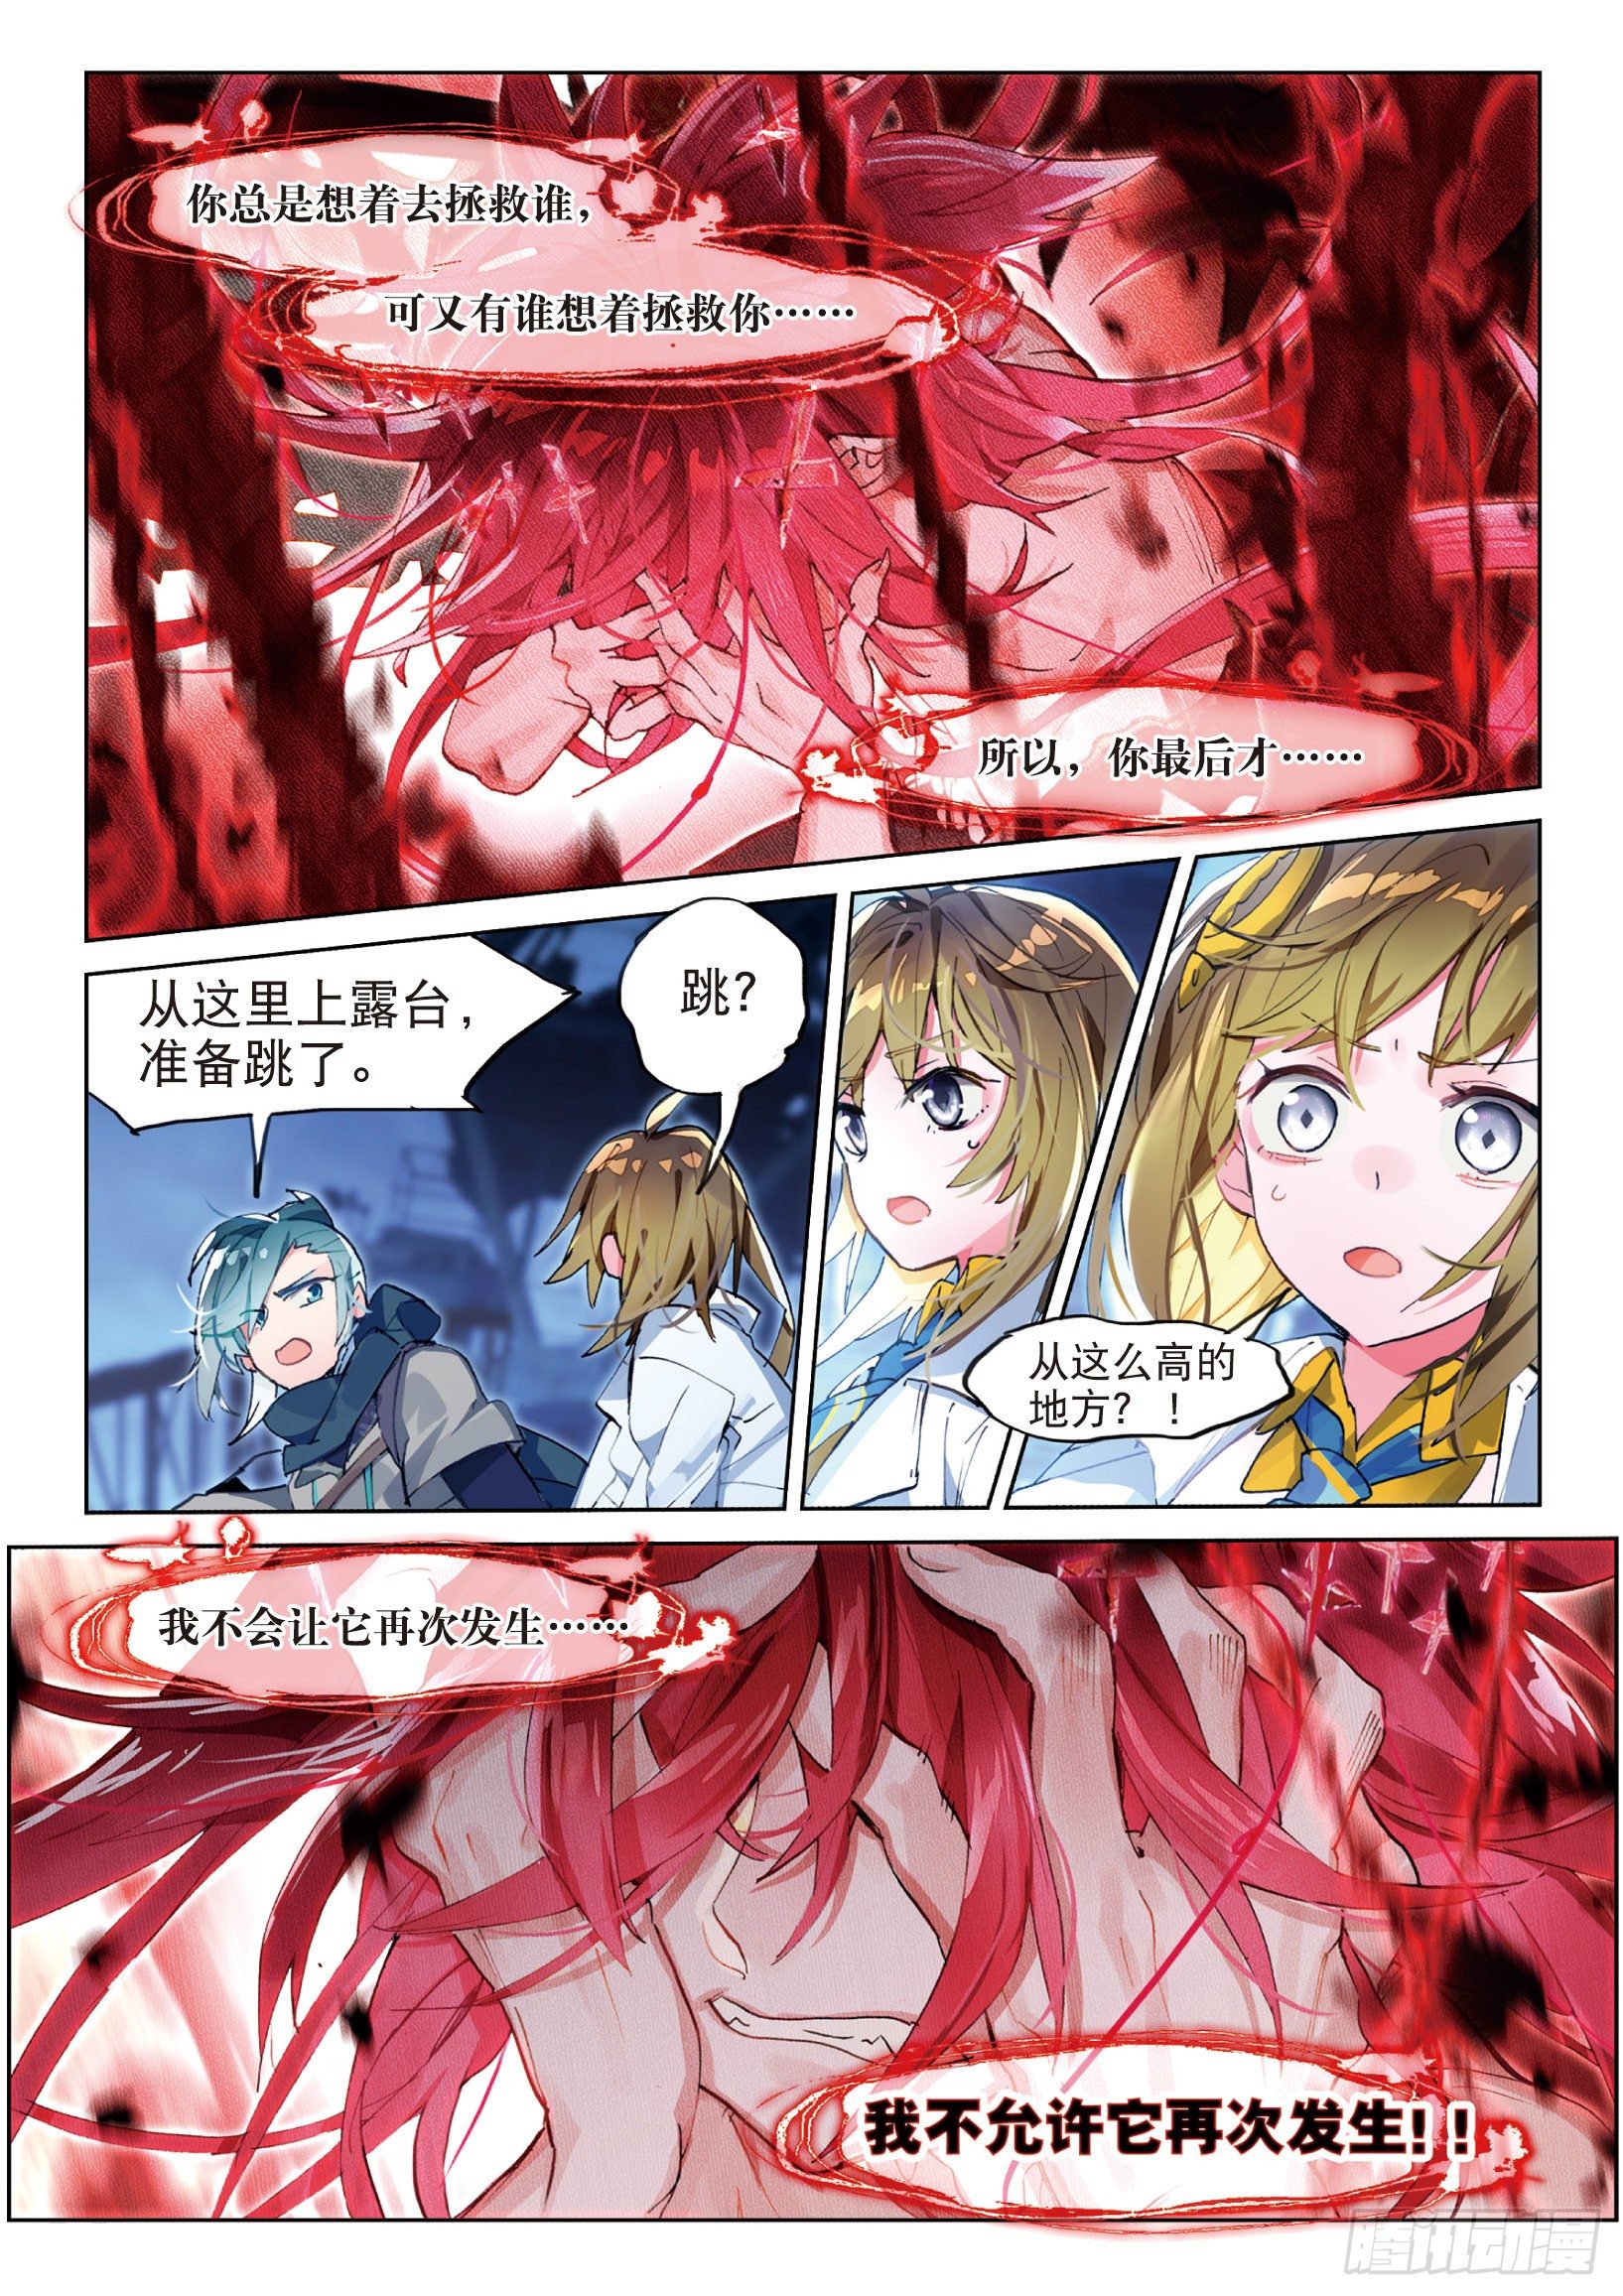 你总是想着去拯救谁，
可又有谁想着拯救你……
所以，你最后才……
从这里上露台，
准备跳了。
跳？
从这么高的
地方？！
我不会让它再次发生……
我不允许它再次发生！！
腾讯动漫